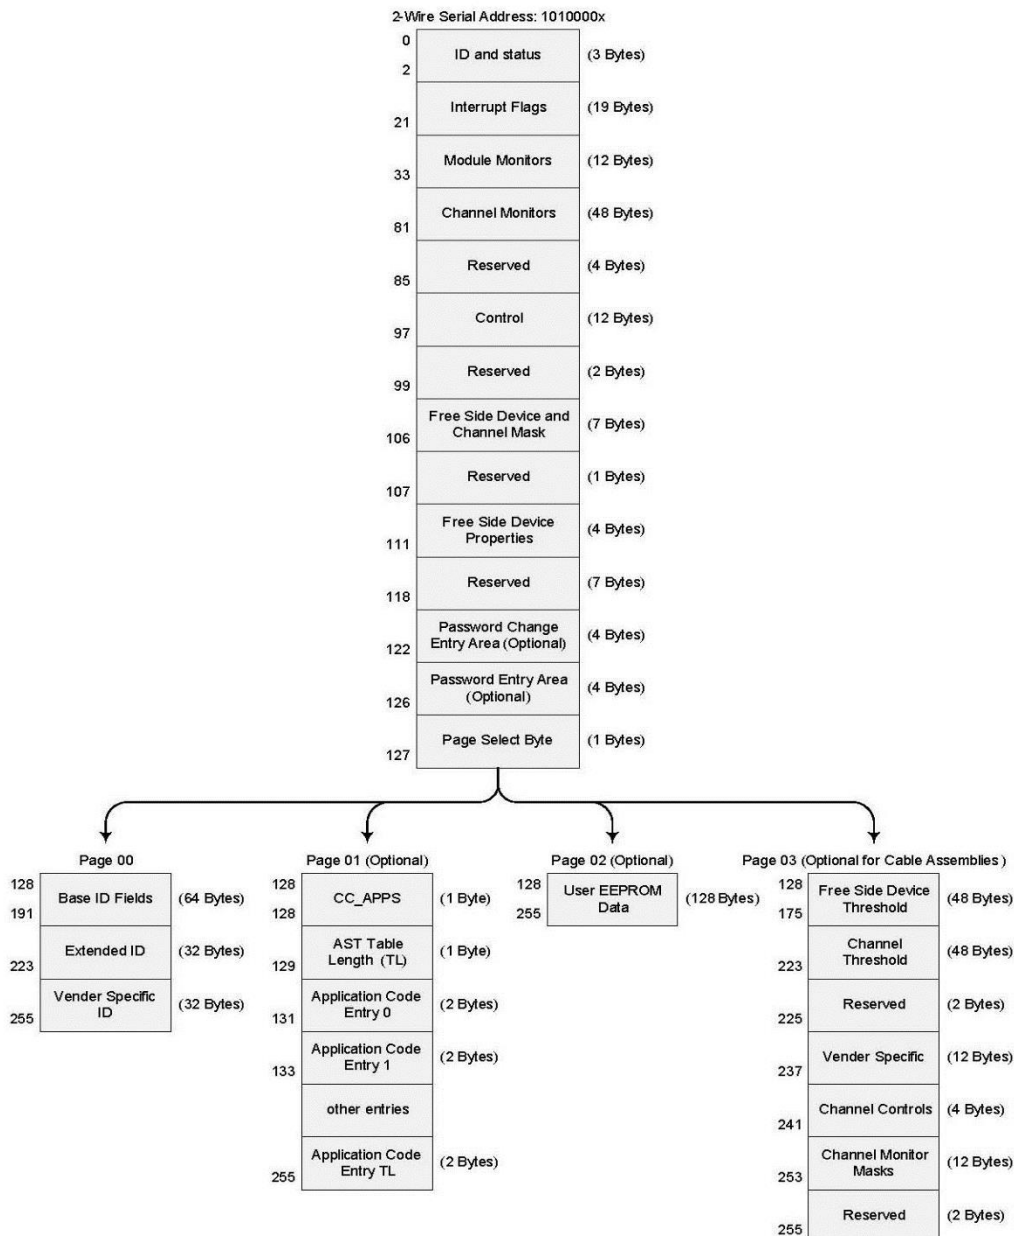 2-Wire Serial Address: 1010000x
0
ID and status (3 Bytes)
2
Interrupt Flags (19 Bytes)
21
Module Monitors (12 Bytes)
33
Channel Monitors (48 Bytes)
81
Reserved (4 Bytes)
85
Control (12 Bytes)
97
Reserved (2 Bytes)
99
Free Side Device and
Channel Mask (7 Bytes)
106
Reserved (1 Bytes)
107
Free Side Device
Properties (4 Bytes)
111
Reserved (7 Bytes)
118
Password Change
Entry Area (Optional) (4 Bytes)
122
Password Entry Area
(Optional) (4 Bytes)
126
Page Select Byte (1 Bytes)
127
Page 00
128
Base ID Fields (64 Bytes)
191
Extended ID (32 Bytes)
223
Vender Specific
ID (32 Bytes)
255
Page 01 (Optional)
128
CC_APPS (1 Byte)
128
AST Table
Length (TL) (1 Byte)
129
Application Code
Entry 0 (2 Bytes)
131
Application Code
Entry 1 (2 Bytes)
133
other entries
Application Code
Entry TL (2 Bytes)
255
Page 02 (Optional)
128
User EEPROM
Data (128 Bytes)
255
Page 03 (Optional for Cable Assemblies )
128
Free Side Device
Threshold (48 Bytes)
175
Channel
Threshold (48 Bytes)
223
Reserved (2 Bytes)
225
Vender Specific (12 Bytes)
237
Channel Controls (4 Bytes)
241
Channel Monitor
Masks (12 Bytes)
253
Reserved (2 Bytes)
255